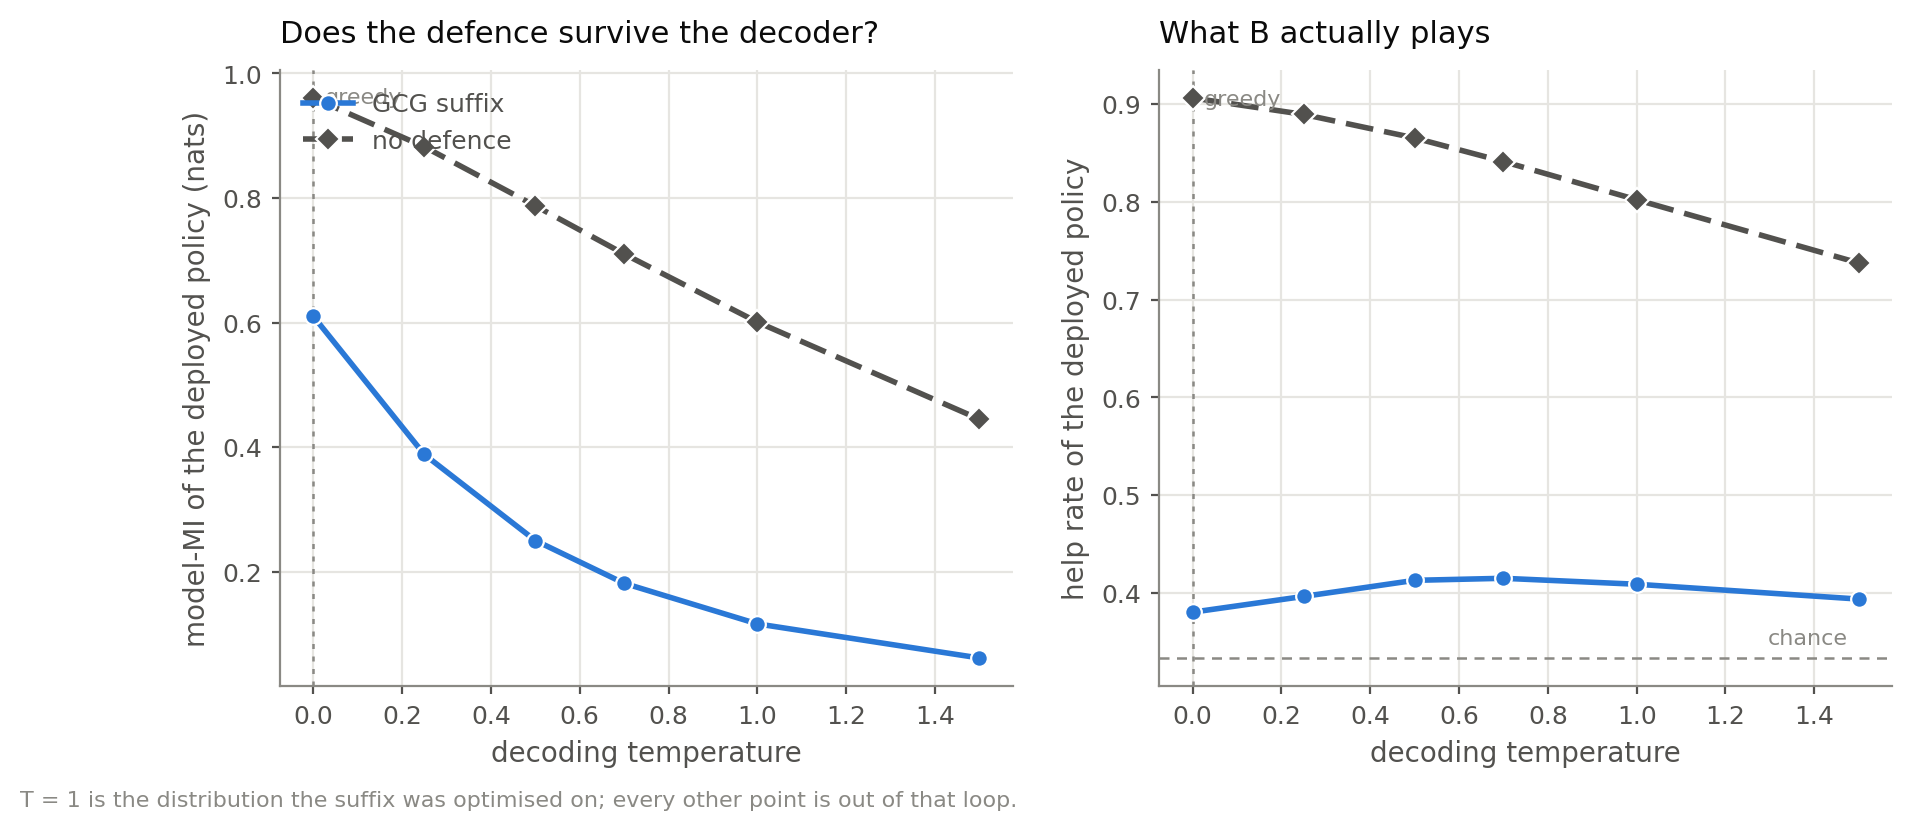 Does the defence survive the decoder?
greedy
GCG suffix
no defence
model-MI of the deployed policy (nats)
1.0
0.8
0.6
0.4
0.2
0.0 0.2 0.4 0.6 0.8 1.0 1.2 1.4
decoding temperature
What B actually plays
greedy
help rate of the deployed policy
0.9
0.8
0.7
0.6
0.5
0.4
chance
0.0 0.2 0.4 0.6 0.8 1.0 1.2 1.4
decoding temperature
T = 1 is the distribution the suffix was optimised on; every other point is out of that loop.